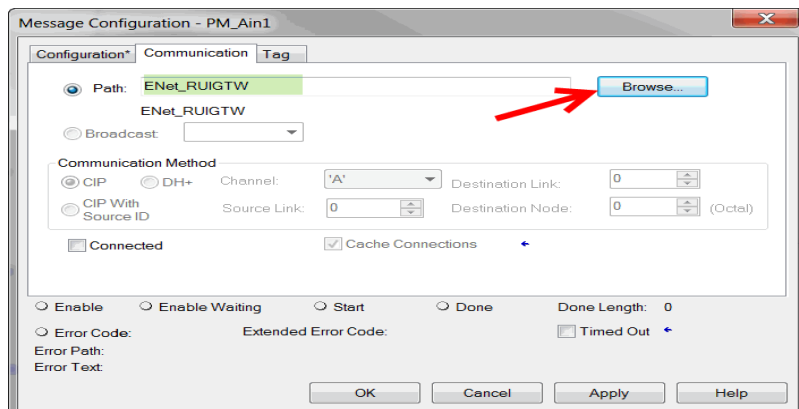 Message Configuration - PM_Ain1
Configuration* Communication Tag
Path: ENet_RUIGTW Browse...
ENet_RUIGTW
Broadcast:
Communication Method
CIP DH+ Channel: 'A' Destination Link: 0
CIP With Source ID Source Link: 0 Destination Node: 0 (Octal)
Connected Cache Connections
Enable Enable Waiting Start Done Done Length: 0
Error Code: Extended Error Code: Timed Out
Error Path:
Error Text:
OK Cancel Apply Help